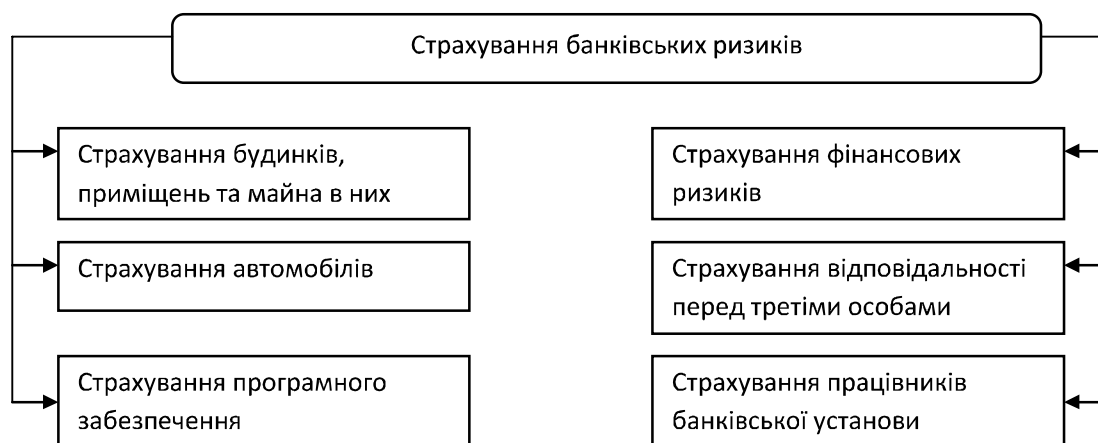 Страхування банківських ризиків
Страхування будинків,
приміщень та майна в них
Страхування автомобілів
Страхування програмного
забезпечення
Страхування фінансових
ризиків
Страхування відповідальності
перед третіми особами
Страхування працівників
банківської установи